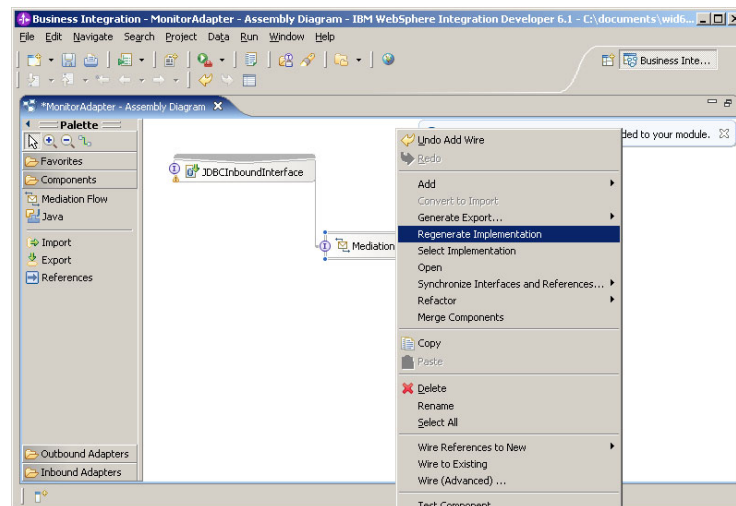 Business Integration - MonitorAdapter - Assembly Diagram - IBM WebSphere Integration Developer 6.1 - C:\documents\wid6...
File Edit Navigate Search Project Data Run Window Help
Business Inte...
*MonitorAdapter - Assembly Diagram
Palette
Favorites
Components
Mediation Flow
Java
Import
Export
References
Outbound Adapters
Inbound Adapters
JDBCInboundInterface
Mediation
ded to your module.
Undo Add Wire
Redo
Add
Convert to Import
Generate Export...
Regenerate Implementation
Select Implementation
Open
Synchronize Interfaces and References...
Refactor
Merge Components
Copy
Paste
Delete
Rename
Select All
Wire References to New
Wire to Existing
Wire (Advanced) ...
Test Component